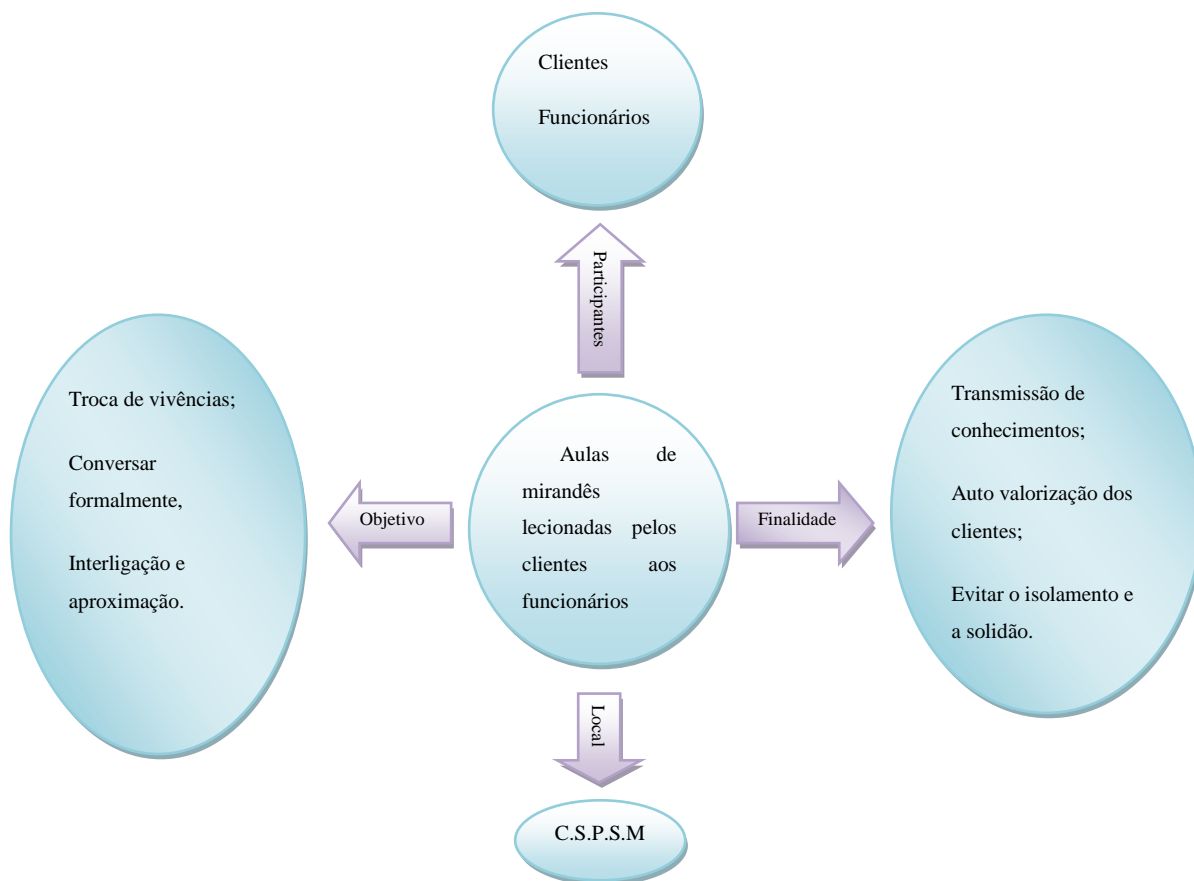 Clientes
Funcionários
Participantes
Troca de vivências;
Conversar
formalmente,
Interligação e
aproximação.
Objetivo
Aulas de
mirandês
lecionadas pelos
clientes aos
funcionários
Finalidade
Transmissão de
conhecimentos;
Auto valorização dos
clientes;
Evitar o isolamento e
a solidão.
Local
C.S.P.S.M